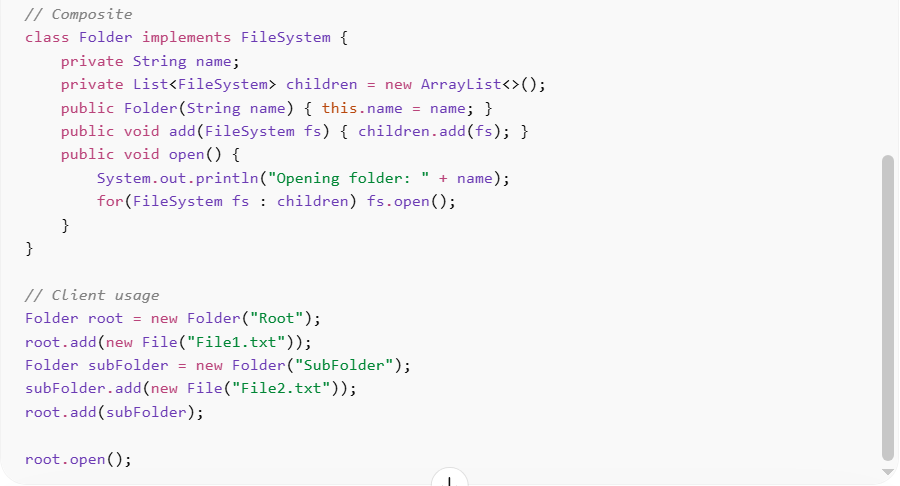 // Composite
class Folder implements FileSystem {
    private String name;
    private List<FileSystem> children = new ArrayList<>();
    public Folder(String name) { this.name = name; }
    public void add(FileSystem fs) { children.add(fs); }
    public void open() {
        System.out.println("Opening folder: " + name);
        for(FileSystem fs : children) fs.open();
    }
}

// Client usage
Folder root = new Folder("Root");
root.add(new File("File1.txt"));
Folder subFolder = new Folder("SubFolder");
subFolder.add(new File("File2.txt"));
root.add(subFolder);

root.open();